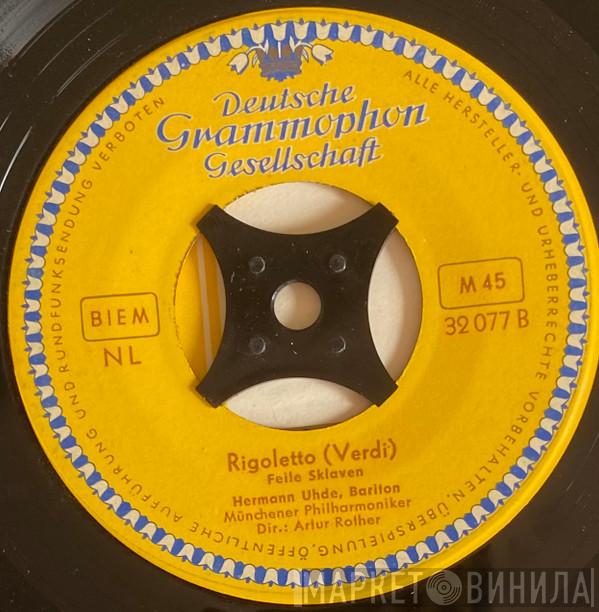 Deutsche
Grammophon
Gesellschaft
ALLE HERSTELLER- UND URHEBERRECHTE VORBEHALTEN, ÜBERSPIELUNG, ÖFFENTLICHE AUFFÜHRUNG UND RUNDFUNKSENDUNG VERBOTEN
BIEM
NL
M 45
32 077 B
Rigoletto (Verdi)
Feile Sklaven
Hermann Uhde, Bariton
Münchener Philharmoniker
Dir.: Artur Rother
МАРКЕТ ВИНИЛА